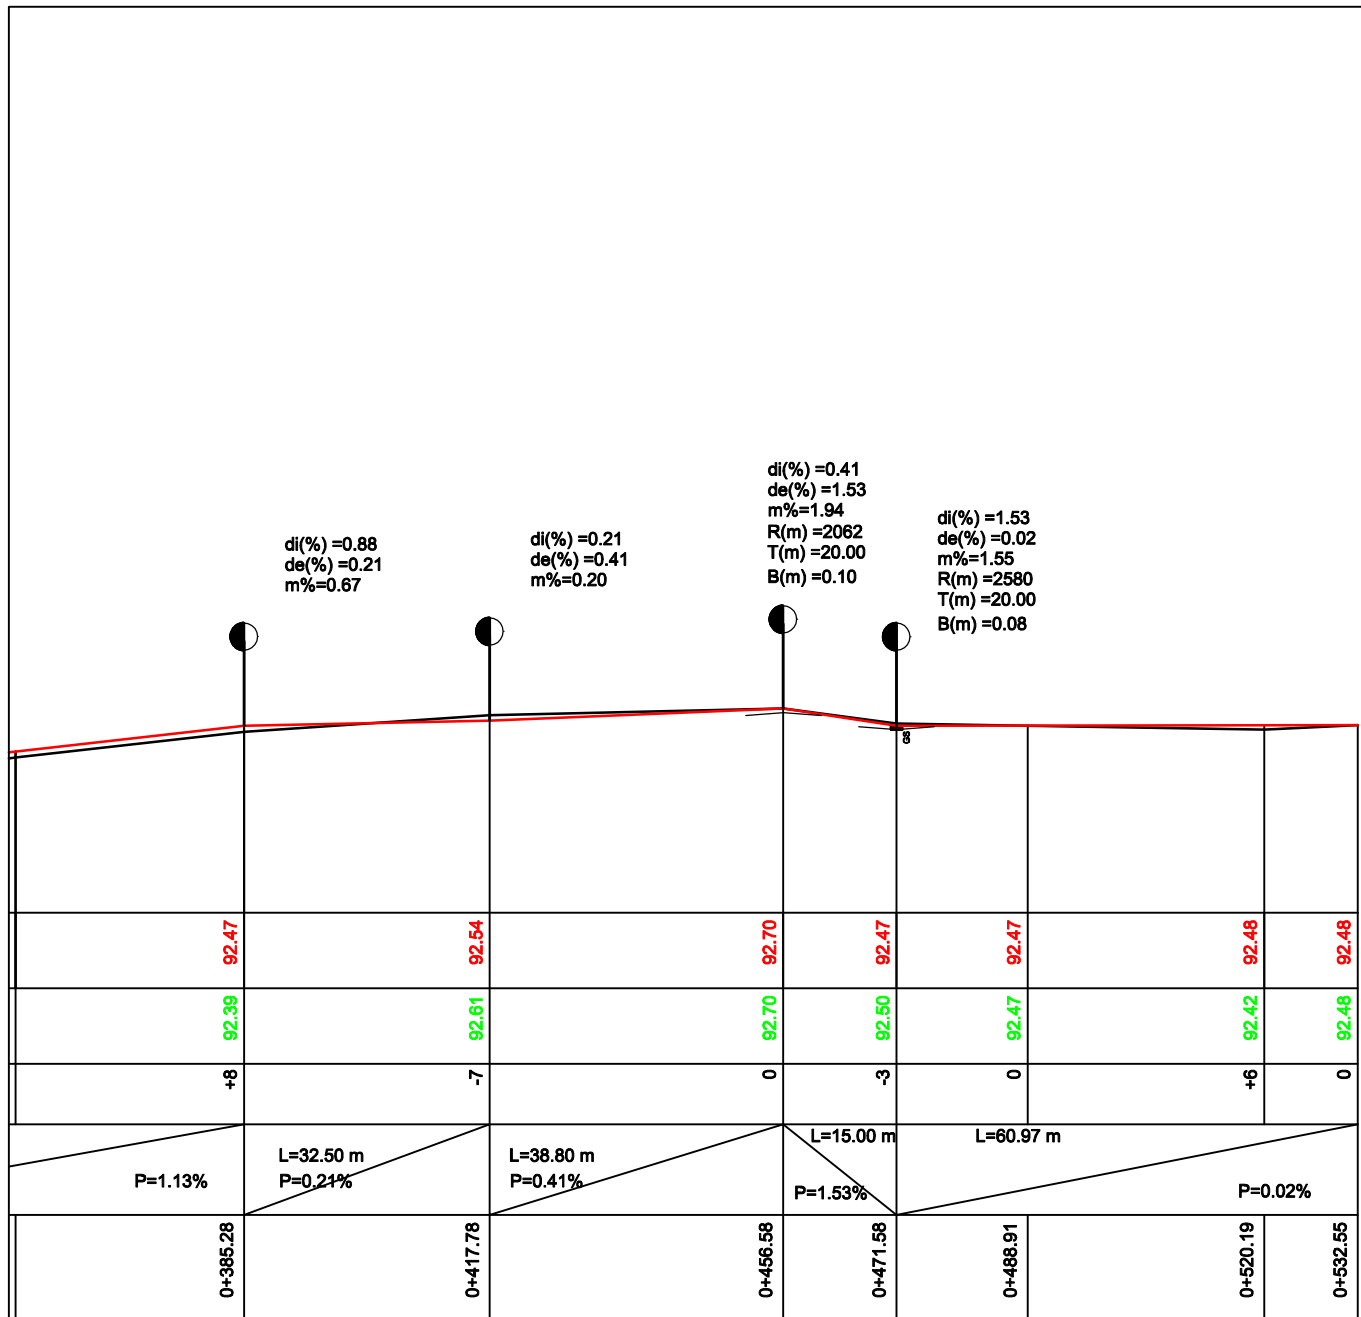 di(%) =0.88
de(%) =0.21
m%=0.67
di(%) =0.21
de(%) =0.41
m%=0.20
di(%) =0.41
de(%) =1.53
m%=1.94
R(m) =2062
T(m) =20.00
B(m) =0.10
di(%) =1.53
de(%) =0.02
m%=1.55
R(m) =2580
T(m) =20.00
B(m) =0.08
GS
92.47
92.54
92.70
92.47
92.47
92.48
92.48
92.39
92.61
92.70
92.50
92.47
92.42
92.48
+8
-7
0
-3
0
+6
0
P=1.13%
L=32.50 m
P=0.21%
L=38.80 m
P=0.41%
L=15.00 m
P=1.53%
L=60.97 m
P=0.02%
0+385.28
0+417.78
0+456.58
0+471.58
0+488.91
0+520.19
0+532.55